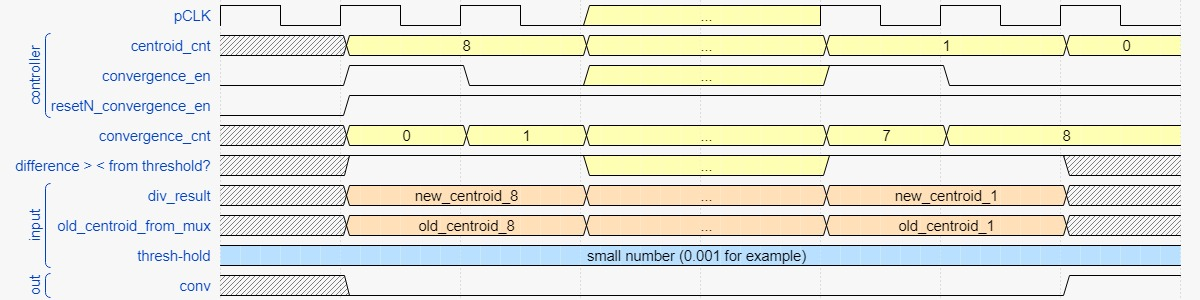 pCLK ...
controller
centroid_cnt 8 ... 1 0
convergence_en ...
resetN_convergence_en
convergence_cnt 0 1 ... 7 8
difference > < from threshold? ...
input
div_result new_centroid_8 ... new_centroid_1
old_centroid_from_mux old_centroid_8 ... old_centroid_1
thresh-hold small number (0.001 for example)
out
conv